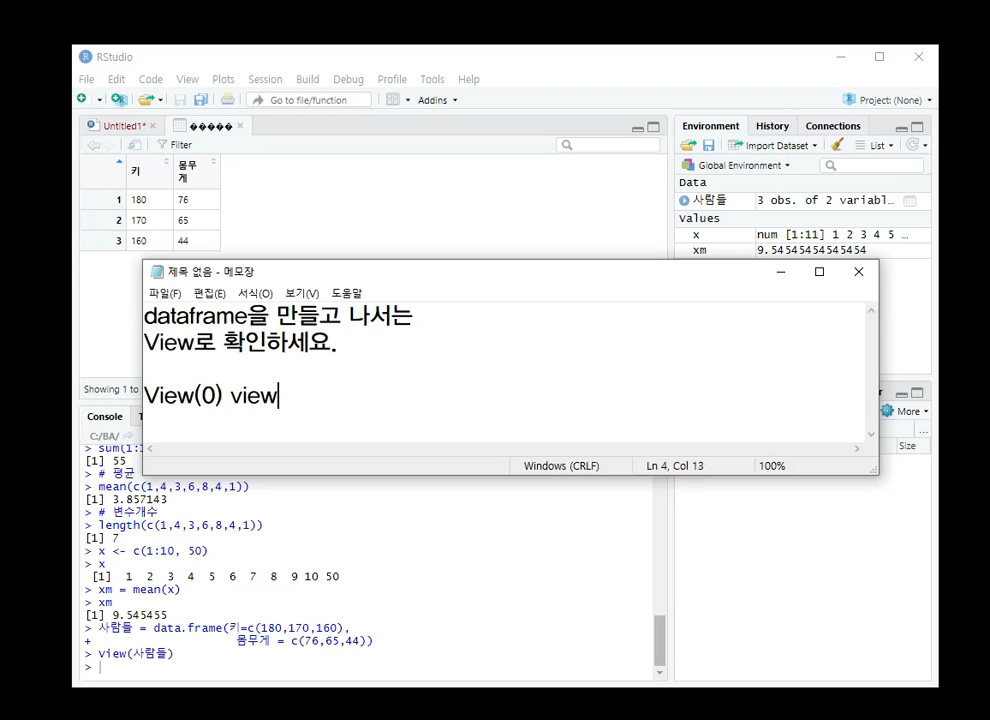 RStudio
File Edit Code View Plots Session Build Debug Profile Tools Help
Go to file/function Addins Project: (None)
Untitled1* �����
Filter
키 몸무게
1 180 76
2 170 65
3 160 44
Showing 1 to
Environment History Connections
Import Dataset List
Global Environment
Data
사람들 3 obs. of 2 variabl…
Values
x num [1:11] 1 2 3 4 5 …
xm 9.54545454545454
제목 없음 - 메모장
파일(F) 편집(E) 서식(O) 보기(V) 도움말
dataframe을 만들고 나서는
View로 확인하세요.
View(0) view
Windows (CRLF) Ln 4, Col 13 100%
More
Size
Console
C:/BA/
> sum(1:
[1] 55
> # 평균
> mean(c(1,4,3,6,8,4,1))
[1] 3.857143
> # 변수개수
> length(c(1,4,3,6,8,4,1))
[1] 7
> x <- c(1:10, 50)
> x
[1] 1 2 3 4 5 6 7 8 9 10 50
> xm = mean(x)
> xm
[1] 9.545455
> 사람들 = data.frame(키=c(180,170,160),
+ 몸무게 = c(76,65,44))
> View(사람들)
>